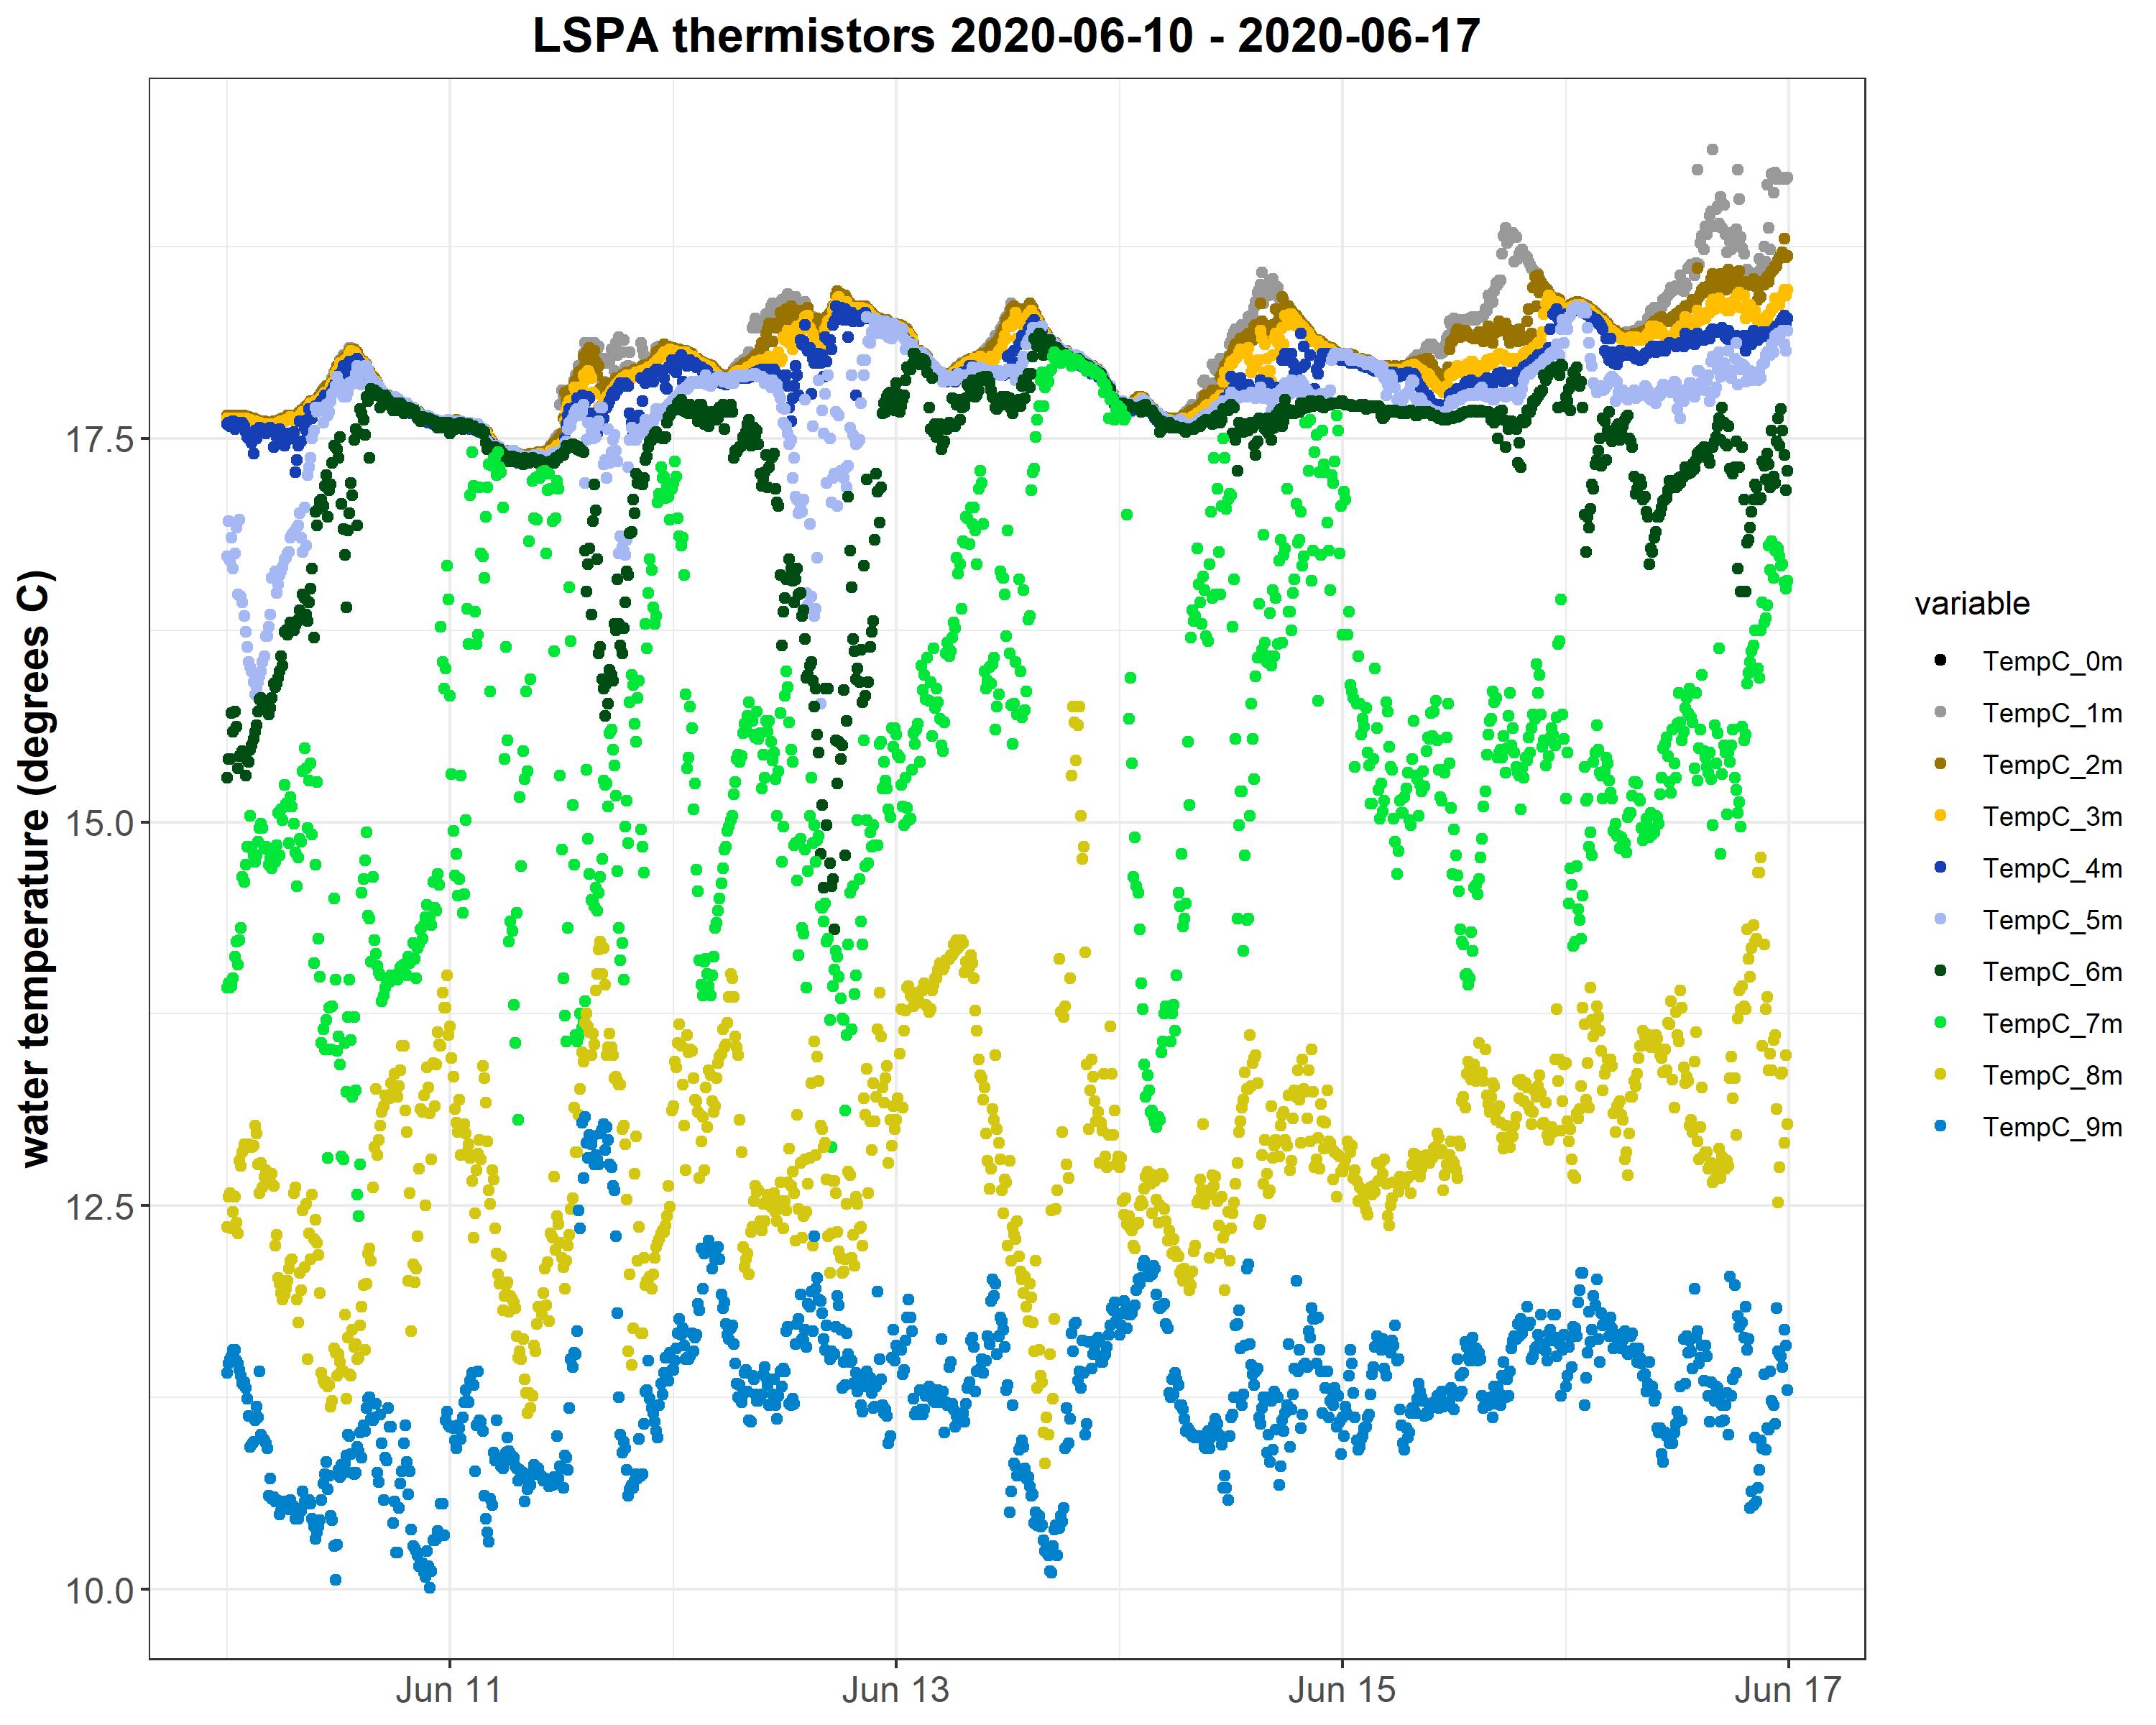 LSPA thermistors 2020-06-10 - 2020-06-17
water temperature (degrees C)
17.5
15.0
12.5
10.0
Jun 11
Jun 13
Jun 15
Jun 17
variable
TempC_0m
TempC_1m
TempC_2m
TempC_3m
TempC_4m
TempC_5m
TempC_6m
TempC_7m
TempC_8m
TempC_9m